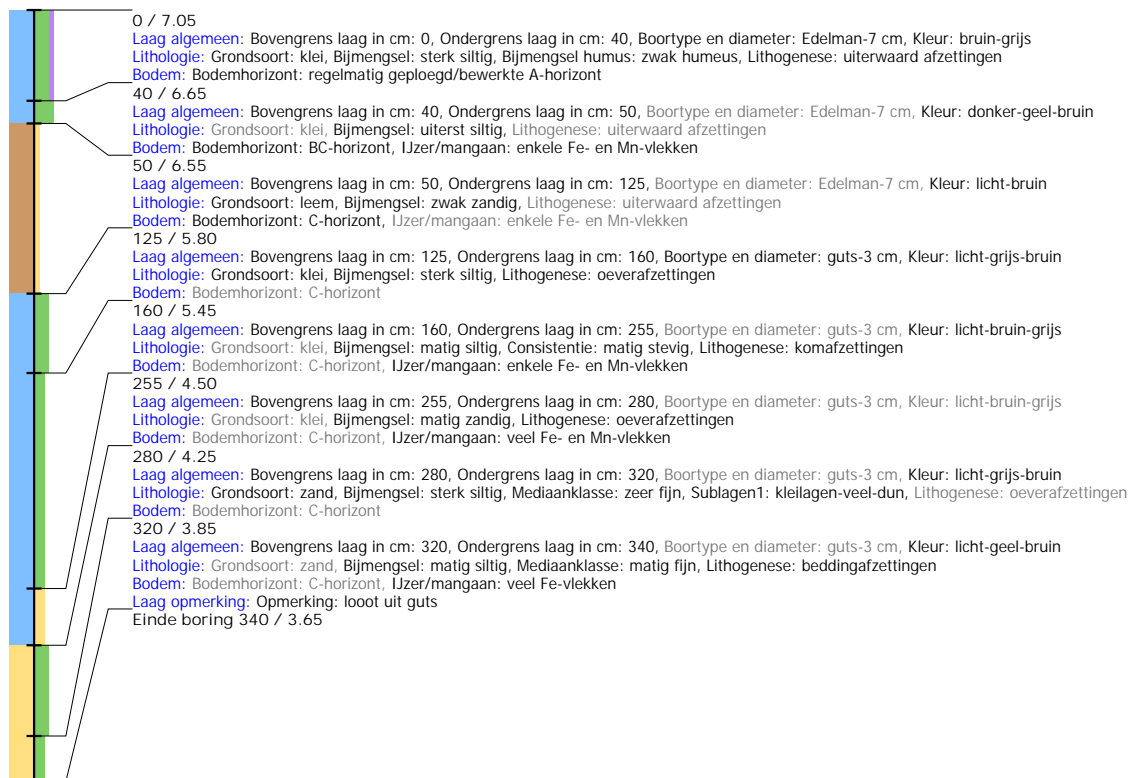 0 / 7.05
Laag algemeen: Bovengrens laag in cm: 0, Ondergrens laag in cm: 40, Boortype en diameter: Edelman-7 cm, Kleur: bruin-grijs
Lithologie: Grondsoort: klei, Bijmengsel: sterk siltig, Bijmengsel humus: zwak humeus, Lithogenese: uiterwaard afzettingen
Bodem: Bodemhorizont: regelmatig geploegd/bewerkte A-horizont
40 / 6.65
Laag algemeen: Bovengrens laag in cm: 40, Ondergrens laag in cm: 50, Boortype en diameter: Edelman-7 cm, Kleur: donker-geel-bruin
Lithologie: Grondsoort: klei, Bijmengsel: uiterst siltig, Lithogenese: uiterwaard afzettingen
Bodem: Bodemhorizont: BC-horizont, IJzer/mangaan: enkele Fe- en Mn-vlekken
50 / 6.55
Laag algemeen: Bovengrens laag in cm: 50, Ondergrens laag in cm: 125, Boortype en diameter: Edelman-7 cm, Kleur: licht-bruin
Lithologie: Grondsoort: leem, Bijmengsel: zwak zandig, Lithogenese: uiterwaard afzettingen
Bodem: Bodemhorizont: C-horizont, IJzer/mangaan: enkele Fe- en Mn-vlekken
125 / 5.80
Laag algemeen: Bovengrens laag in cm: 125, Ondergrens laag in cm: 160, Boortype en diameter: guts-3 cm, Kleur: licht-grijs-bruin
Lithologie: Grondsoort: klei, Bijmengsel: sterk siltig, Lithogenese: oeverafzettingen
Bodem: Bodemhorizont: C-horizont
160 / 5.45
Laag algemeen: Bovengrens laag in cm: 160, Ondergrens laag in cm: 255, Boortype en diameter: guts-3 cm, Kleur: licht-bruin-grijs
Lithologie: Grondsoort: klei, Bijmengsel: matig siltig, Consistentie: matig stevig, Lithogenese: komafzettingen
Bodem: Bodemhorizont: C-horizont, IJzer/mangaan: enkele Fe- en Mn-vlekken
255 / 4.50
Laag algemeen: Bovengrens laag in cm: 255, Ondergrens laag in cm: 280, Boortype en diameter: guts-3 cm, Kleur: licht-bruin-grijs
Lithologie: Grondsoort: klei, Bijmengsel: matig zandig, Lithogenese: oeverafzettingen
Bodem: Bodemhorizont: C-horizont, IJzer/mangaan: veel Fe- en Mn-vlekken
280 / 4.25
Laag algemeen: Bovengrens laag in cm: 280, Ondergrens laag in cm: 320, Boortype en diameter: guts-3 cm, Kleur: licht-grijs-bruin
Lithologie: Grondsoort: zand, Bijmengsel: sterk siltig, Mediaanklasse: zeer fijn, Sublagen1: kleilagen-veel-dun, Lithogenese: oeverafzettingen
Bodem: Bodemhorizont: C-horizont
320 / 3.85
Laag algemeen: Bovengrens laag in cm: 320, Ondergrens laag in cm: 340, Boortype en diameter: guts-3 cm, Kleur: licht-geel-bruin
Lithologie: Grondsoort: zand, Bijmengsel: matig siltig, Mediaanklasse: matig fijn, Lithogenese: beddingafzettingen
Bodem: Bodemhorizont: C-horizont, IJzer/mangaan: veel Fe-vlekken
Laag opmerking: Opmerking: looot uit guts
Einde boring 340 / 3.65